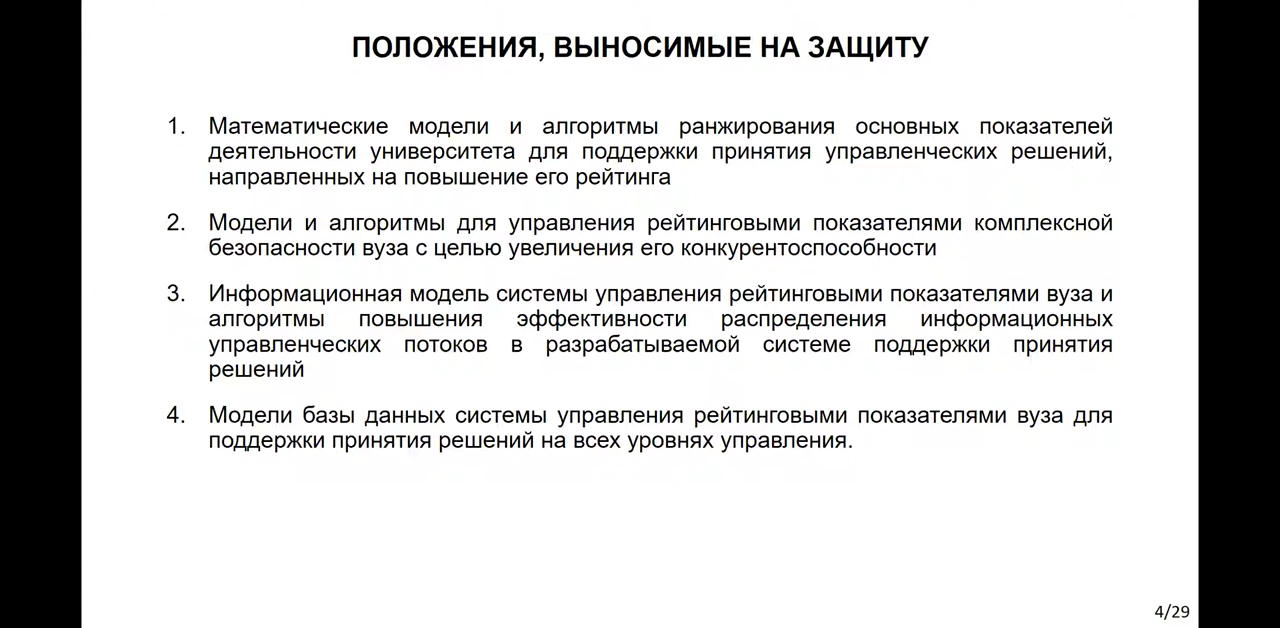 ПОЛОЖЕНИЯ, ВЫНОСИМЫЕ НА ЗАЩИТУ
1. Математические модели и алгоритмы ранжирования основных показателей
деятельности университета для поддержки принятия управленческих решений,
направленных на повышение его рейтинга
2. Модели и алгоритмы для управления рейтинговыми показателями комплексной
безопасности вуза с целью увеличения его конкурентоспособности
3. Информационная модель системы управления рейтинговыми показателями вуза и
алгоритмы повышения эффективности распределения информационных
управленческих потоков в разрабатываемой системе поддержки принятия
решений
4. Модели базы данных системы управления рейтинговыми показателями вуза для
поддержки принятия решений на всех уровнях управления.
4/29